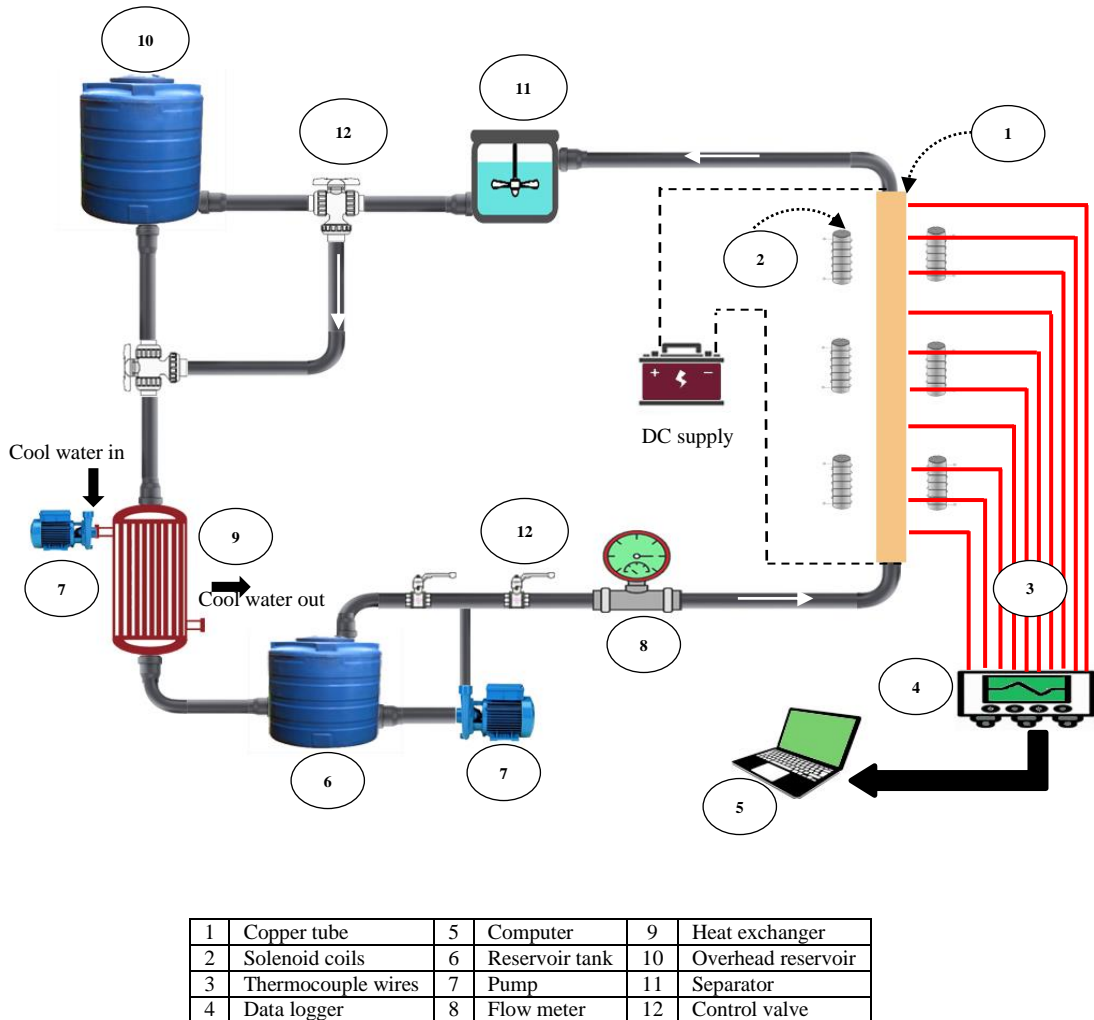 10
11
12
1
2
+ −
DC supply
Cool water in
12
9
7
Cool water out
3
8
4
7
6
5
1 Copper tube 5 Computer 9 Heat exchanger
2 Solenoid coils 6 Reservoir tank 10 Overhead reservoir
3 Thermocouple wires 7 Pump 11 Separator
4 Data logger 8 Flow meter 12 Control valve